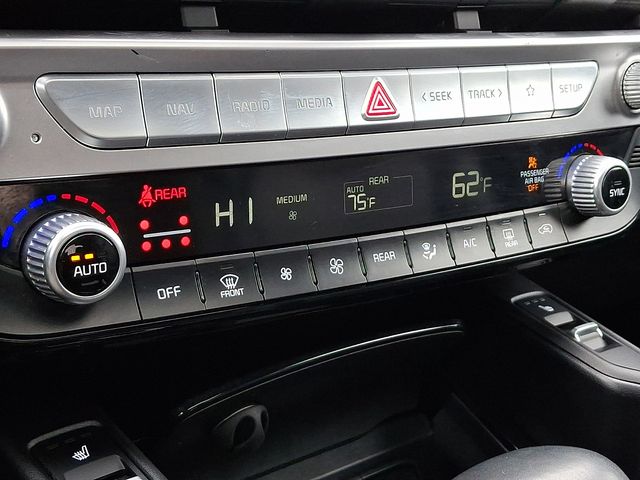 MAP NAV RADIO MEDIA < SEEK TRACK > SETUP
REAR
HI
MEDIUM
REAR
AUTO
75°F
62°F
PASSENGER
AIR BAG
OFF
SYNC
AUTO
OFF
FRONT
REAR
A/C
REAR